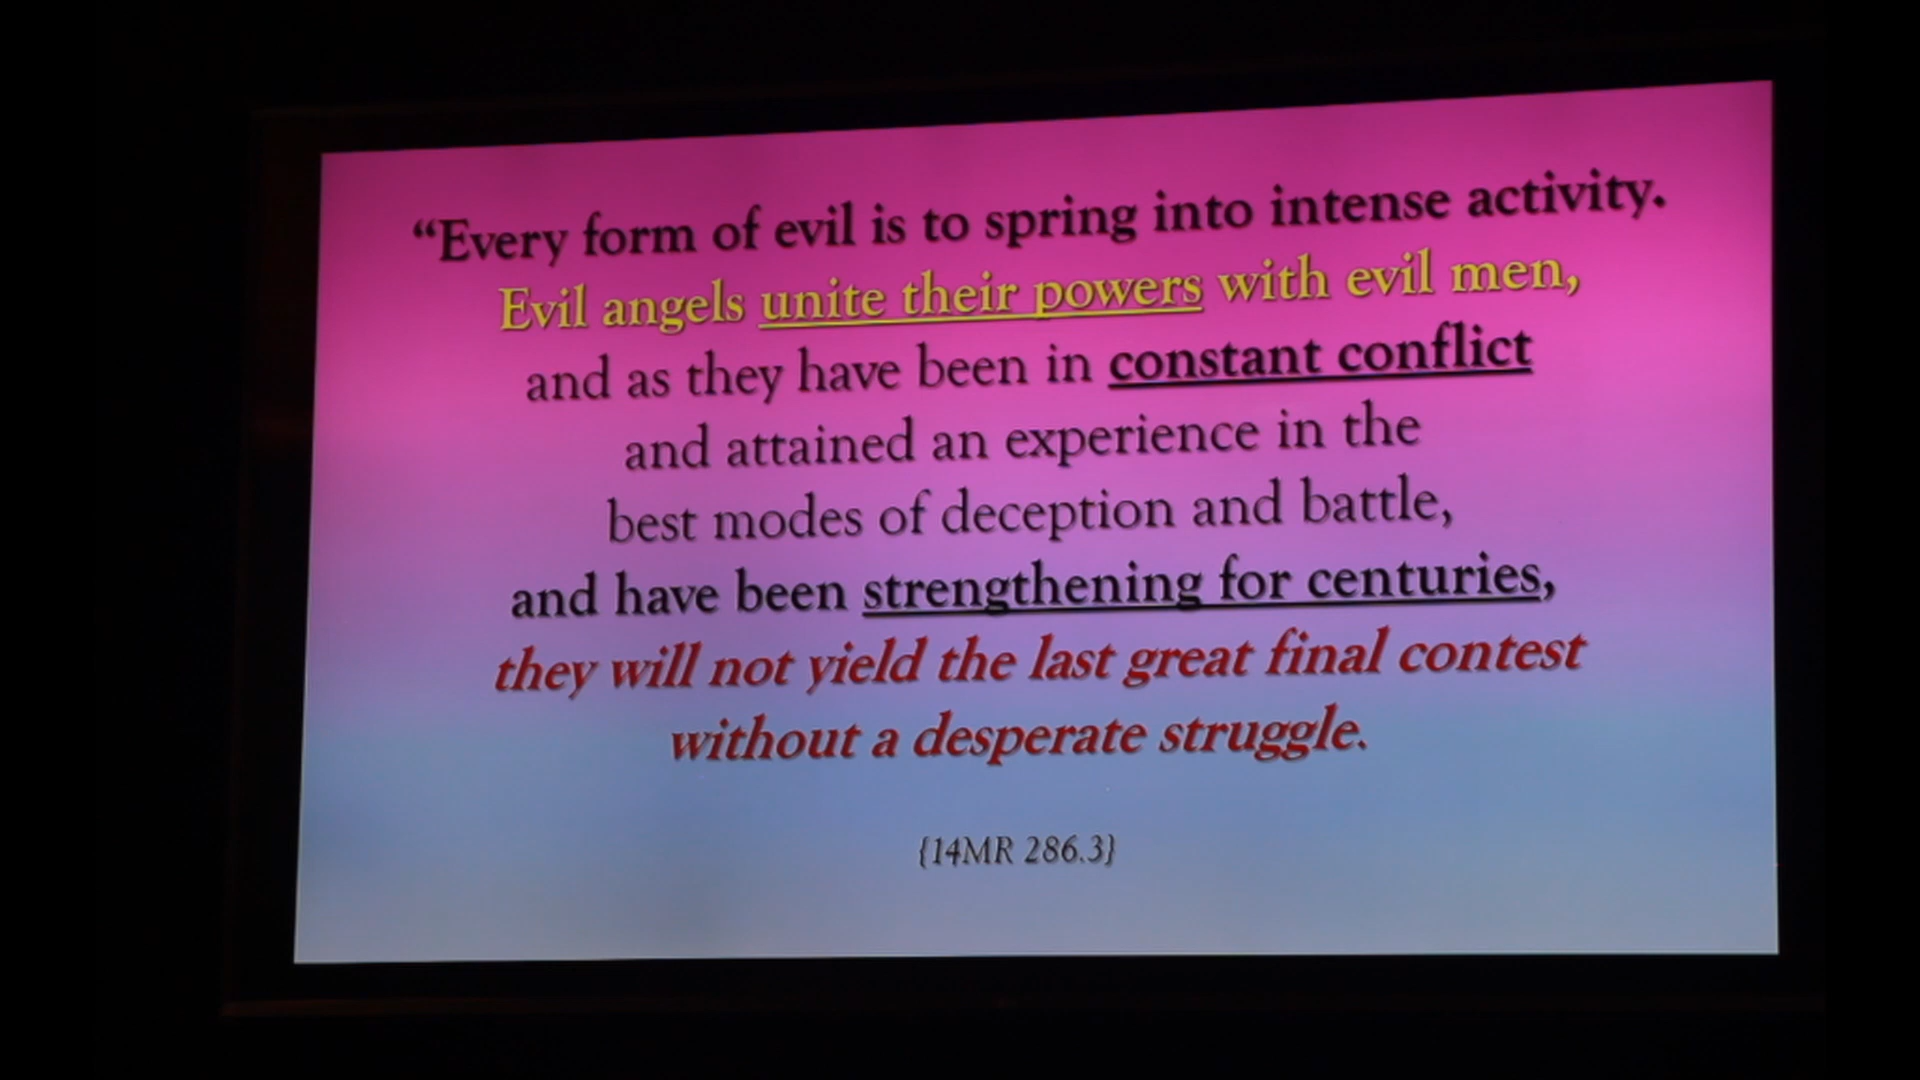 “Every form of evil is to spring into intense activity.
Evil angels unite their powers with evil men,
and as they have been in constant conflict
and attained an experience in the
best modes of deception and battle,
and have been strengthening for centuries,
they will not yield the last great final contest
without a desperate struggle.
{14MR 286.3}